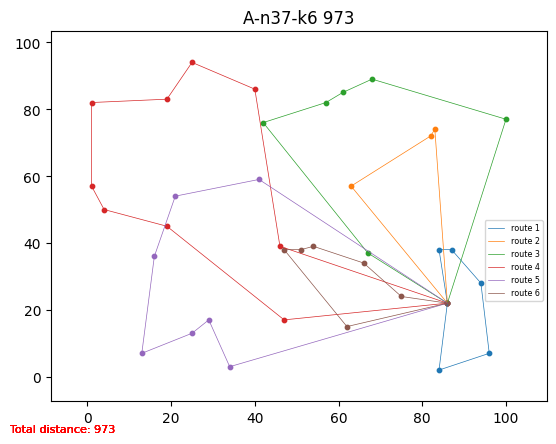 A-n37-k6 973
100
80
60
40
20
0
route 1
route 2
route 3
route 4
route 5
route 6
0 20 40 60 80 100
Total distance: 973